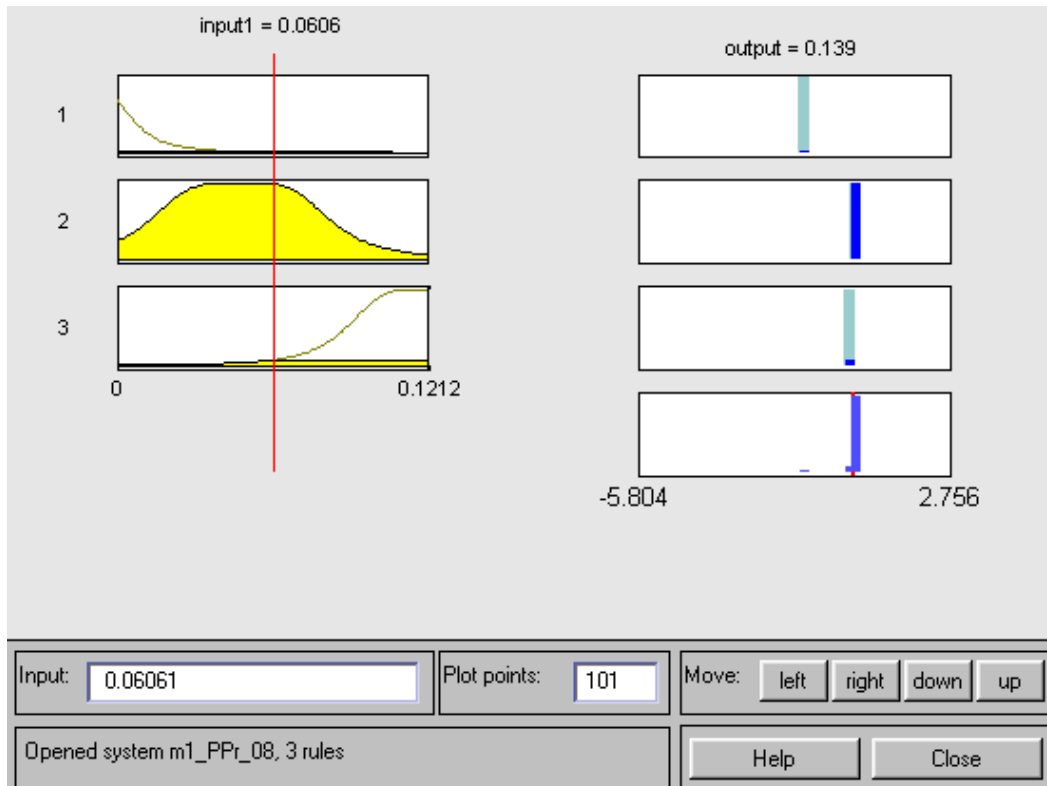 input1 = 0.0606
output = 0.139
1
2
3
0 0.1212
-5.804 2.756
Input: 0.06061 Plot points: 101 Move: left right down up
Opened system m1_PPr_08, 3 rules Help Close